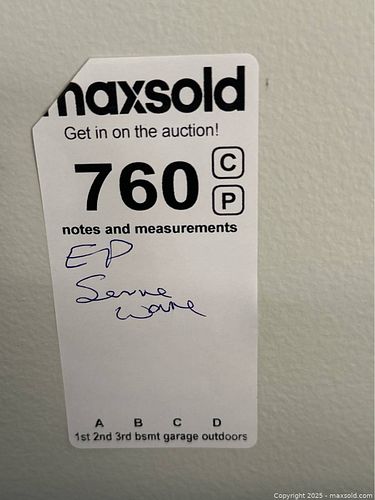 maxsold
Get in on the auction!
760
C
P
notes and measurements
EP
Serve
ware
A B C D
1st 2nd 3rd bsmt garage outdoors
Copyright 2025 - maxsold.com